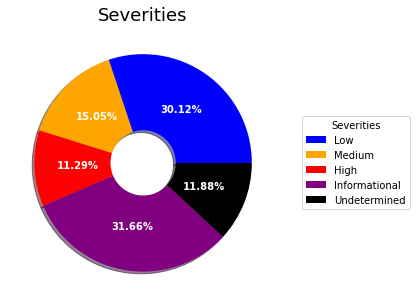 Severities
30.12%
15.05%
11.29%
31.66%
11.88%
Severities
Low
Medium
High
Informational
Undetermined